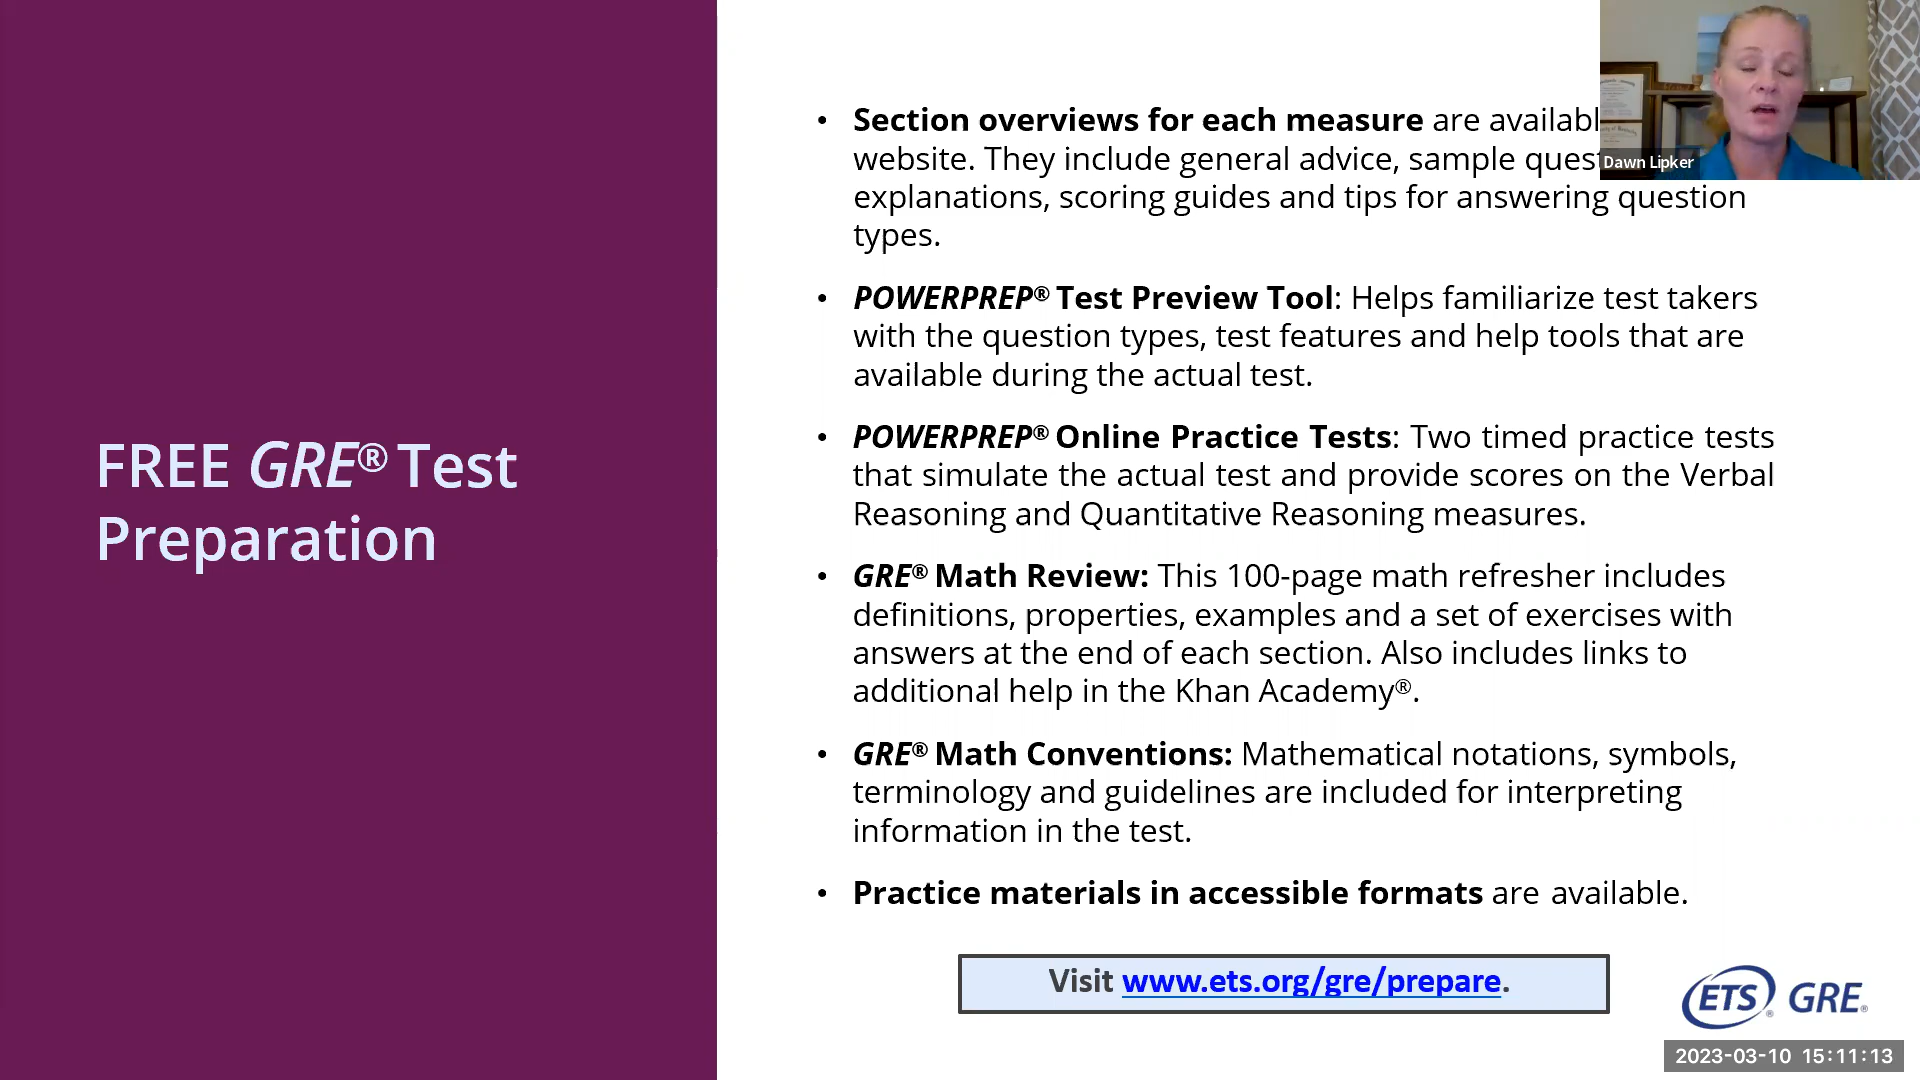 FREE GRE® Test
Preparation
• Section overviews for each measure are
website. They include general advice, sample
explanations, scoring guides and tips for answering question
types.
• POWERPREP® Test Preview Tool: Helps familiarize test takers
with the question types, test features and help tools that are
available during the actual test.
• POWERPREP® Online Practice Tests: Two timed practice tests
that simulate the actual test and provide scores on the Verbal
Reasoning and Quantitative Reasoning measures.
• GRE® Math Review: This 100-page math refresher includes
definitions, properties, examples and a set of exercises with
answers at the end of each section. Also includes links to
additional help in the Khan Academy®.
• GRE® Math Conventions: Mathematical notations, symbols,
terminology and guidelines are included for interpreting
information in the test.
• Practice materials in accessible formats are available.
Visit www.ets.org/gre/prepare.
ETS® GRE®
Dawn Lipker
2023-03-10 15:11:13